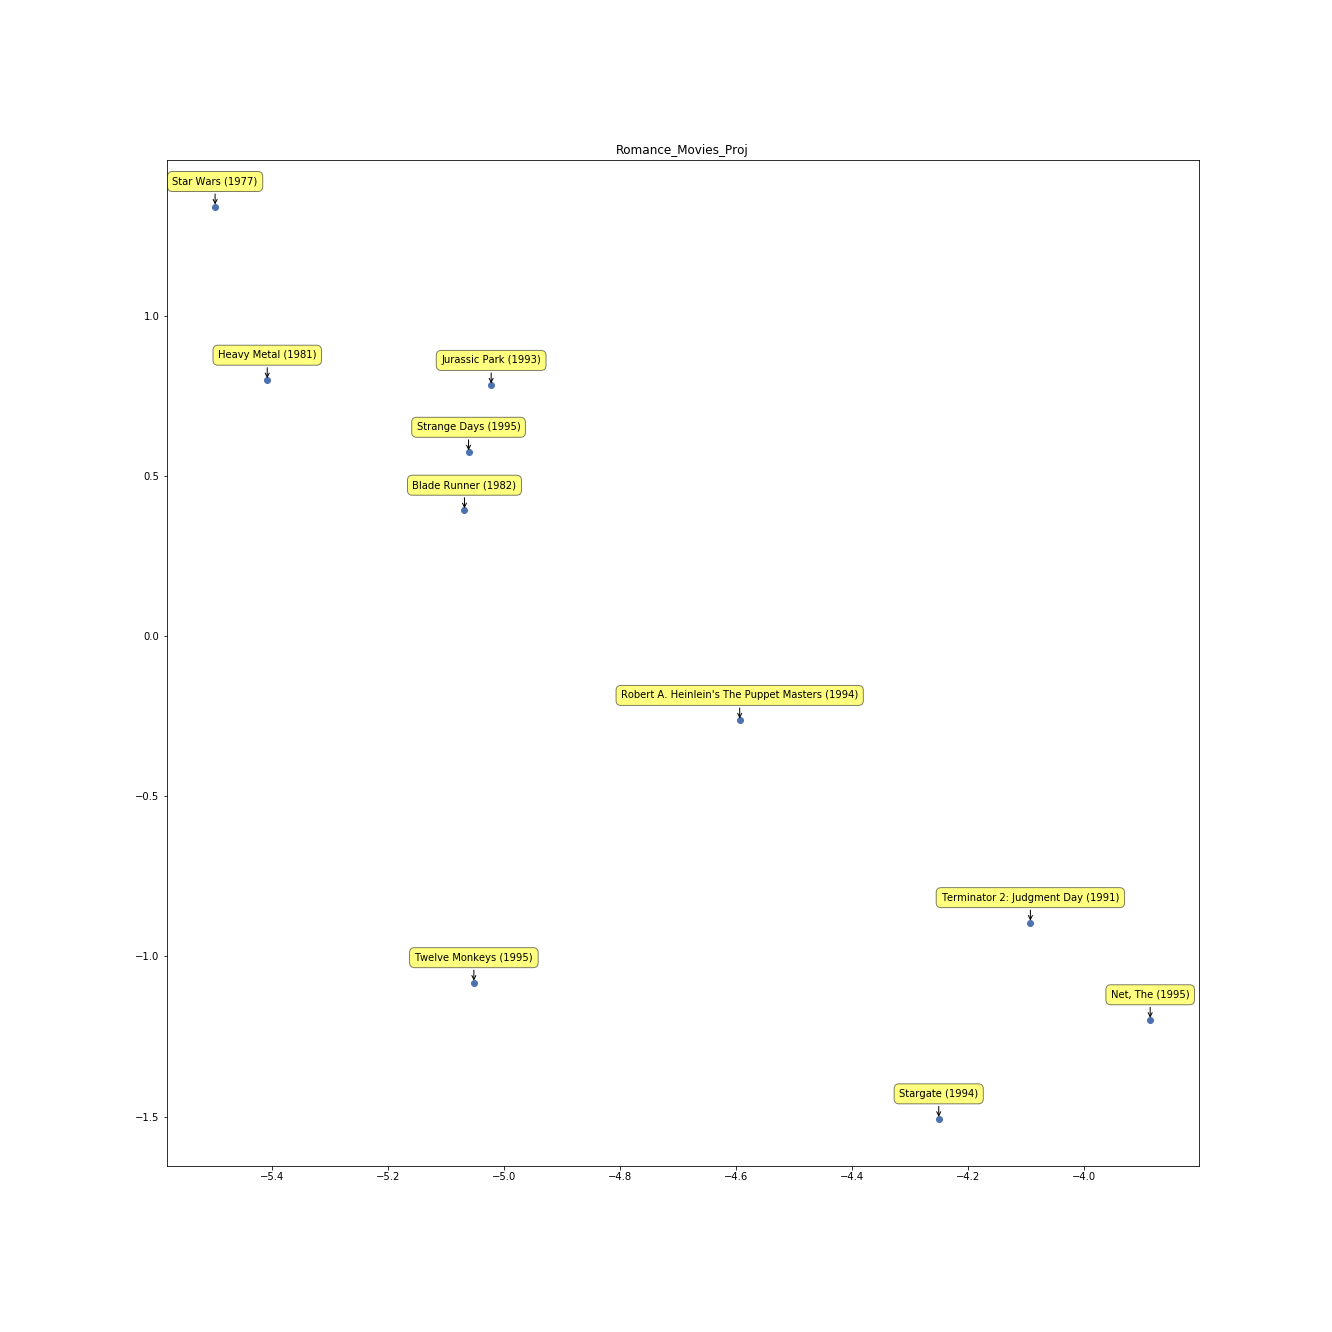 Romance_Movies_Proj
Star Wars (1977)
Heavy Metal (1981)
Jurassic Park (1993)
Strange Days (1995)
Blade Runner (1982)
Robert A. Heinlein's The Puppet Masters (1994)
Terminator 2: Judgment Day (1991)
Twelve Monkeys (1995)
Net, The (1995)
Stargate (1994)
1.0
0.5
0.0
−0.5
−1.0
−1.5
−5.4 −5.2 −5.0 −4.8 −4.6 −4.4 −4.2 −4.0